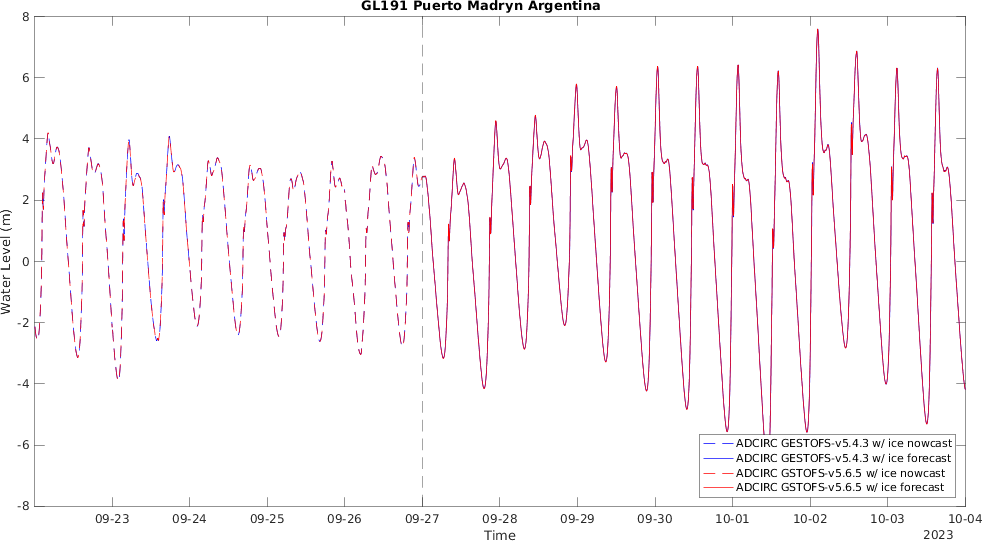 GL191 Puerto Madryn Argentina
Water Level (m)
8
6
4
2
0
-2
-4
-6
-8
09-23 09-24 09-25 09-26 09-27 09-28 09-29 09-30 10-01 10-02 10-03 10-04
Time
2023
ADCIRC GESTOFS-v5.4.3 w/ ice nowcast
ADCIRC GESTOFS-v5.4.3 w/ ice forecast
ADCIRC GSTOFS-v5.6.5 w/ ice nowcast
ADCIRC GSTOFS-v5.6.5 w/ ice forecast